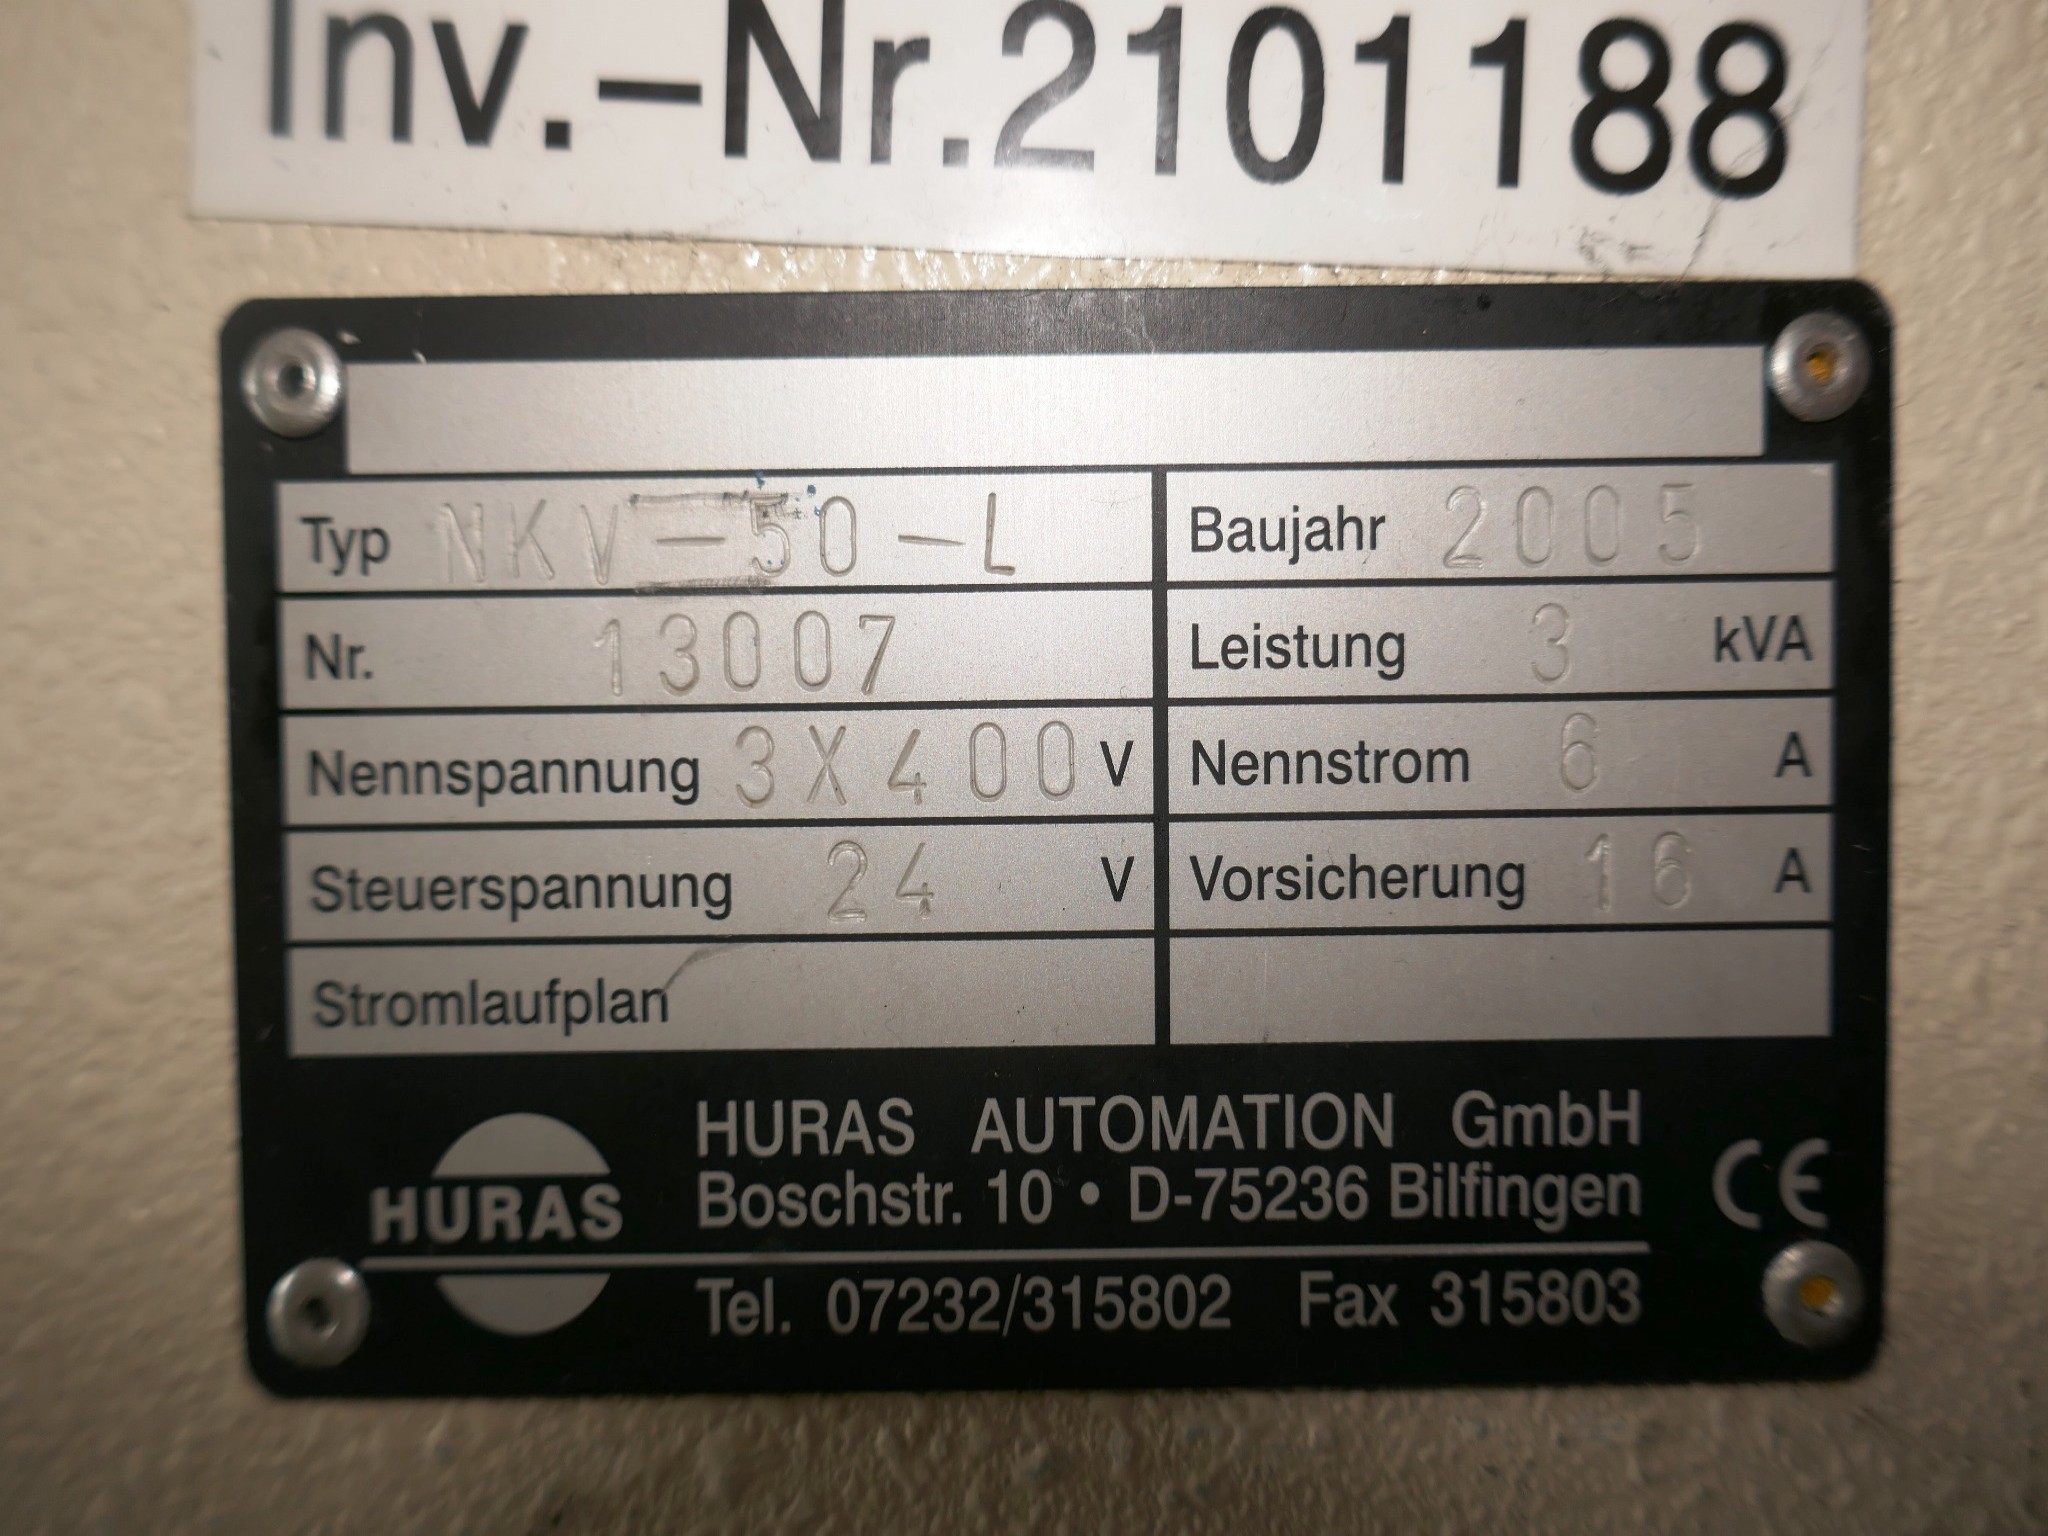 Inv.-Nr.2101188
Typ NKV-50-L Baujahr 2005
Nr. 13007 Leistung 3 kVA
Nennspannung 3X400 V Nennstrom 6 A
Steuerspannung 24 V Vorsicherung 16 A
Stromlaufplan
HURAS
HURAS AUTOMATION GmbH
Boschstr. 10 • D-75236 Bilfingen
CE
Tel. 07232/315802 Fax 315803